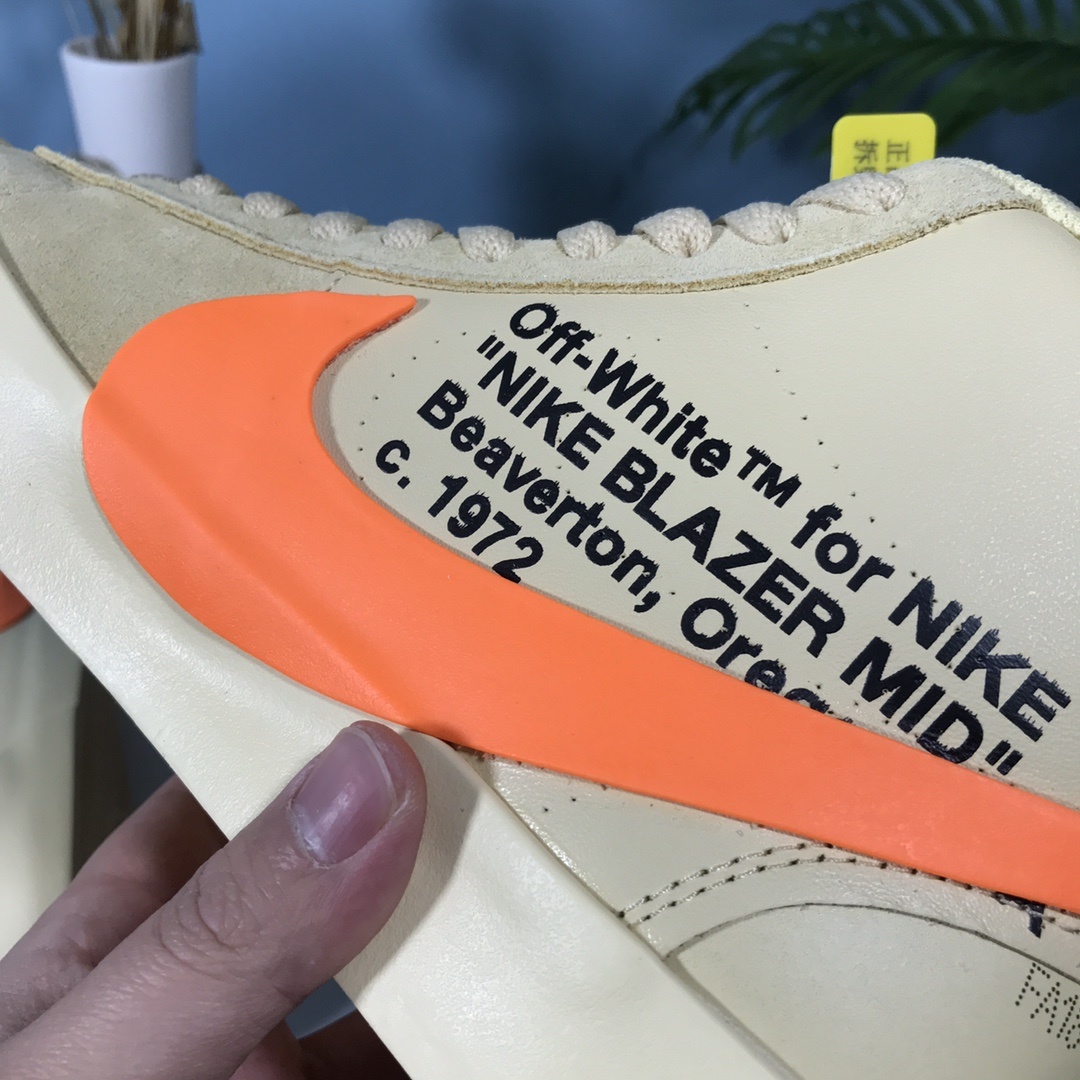 Off-White™ for NIKE
"NIKE BLAZER MID"
Beaverton,
c. 1972